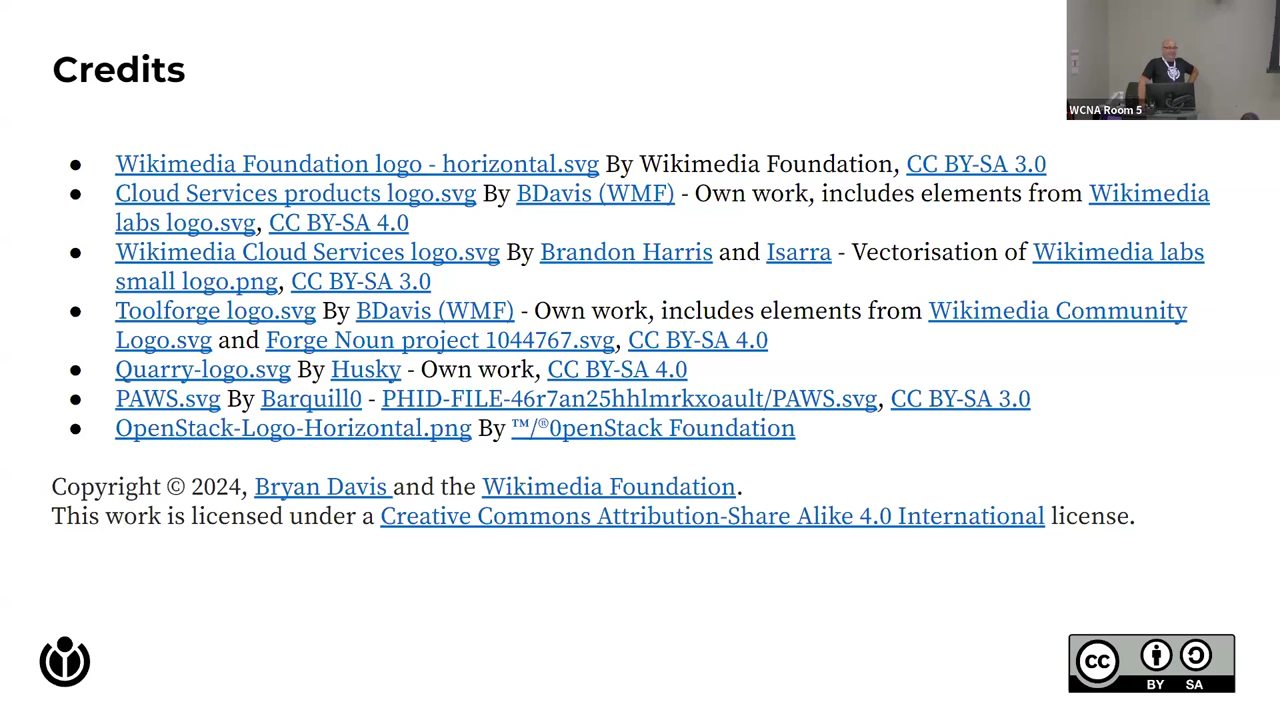 Credits
WCNA Room 5
● Wikimedia Foundation logo - horizontal.svg By Wikimedia Foundation, CC BY-SA 3.0
● Cloud Services products logo.svg By BDavis (WMF) - Own work, includes elements from Wikimedia
labs logo.svg, CC BY-SA 4.0
● Wikimedia Cloud Services logo.svg By Brandon Harris and Isarra - Vectorisation of Wikimedia labs
small logo.png, CC BY-SA 3.0
● Toolforge logo.svg By BDavis (WMF) - Own work, includes elements from Wikimedia Community
Logo.svg and Forge Noun project 1044767.svg, CC BY-SA 4.0
● Quarry-logo.svg By Husky - Own work, CC BY-SA 4.0
● PAWS.svg By Barquill0 - PHID-FILE-46r7an25hhlmrkxoault/PAWS.svg, CC BY-SA 3.0
● OpenStack-Logo-Horizontal.png By ™/®0penStack Foundation
Copyright © 2024, Bryan Davis and the Wikimedia Foundation.
This work is licensed under a Creative Commons Attribution-Share Alike 4.0 International license.
cc
BY SA